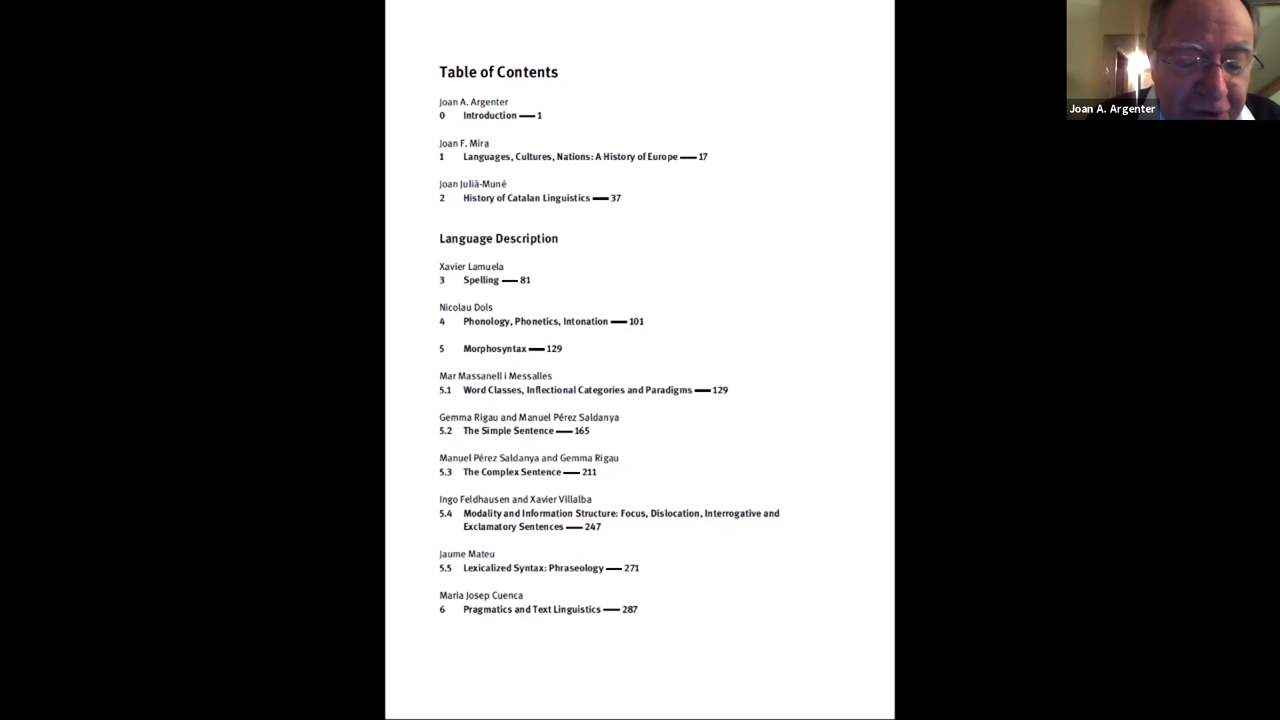 Table of Contents
Joan A. Argenter
0 Introduction — 1
Joan F. Mira
1 Languages, Cultures, Nations: A History of Europe — 17
Joan Julià-Muné
2 History of Catalan Linguistics — 37
Language Description
Xavier Lamuela
3 Spelling — 81
Nicolau Dols
4 Phonology, Phonetics, Intonation — 101
5 Morphosyntax — 129
Mar Massanell i Messalles
5.1 Word Classes, Inflectional Categories and Paradigms — 129
Gemma Rigau and Manuel Pérez Saldanya
5.2 The Simple Sentence — 165
Manuel Pérez Saldanya and Gemma Rigau
5.3 The Complex Sentence — 211
Ingo Feldhausen and Xavier Villalba
5.4 Modality and Information Structure: Focus, Dislocation, Interrogative and
Exclamatory Sentences — 247
Jaume Mateu
5.5 Lexicalized Syntax: Phraseology — 271
Maria Josep Cuenca
6 Pragmatics and Text Linguistics — 287
Joan A. Argenter